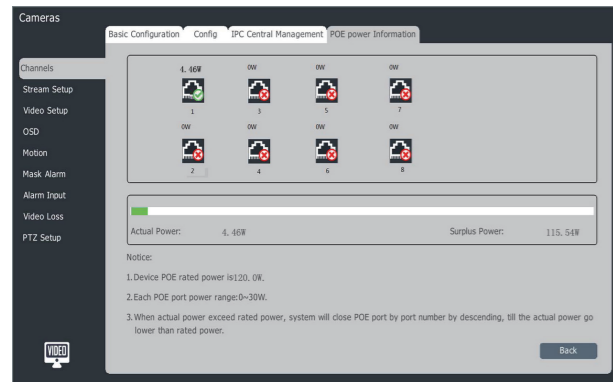 Cameras
Basic Configuration Config IPC Central Management POE power Information
Channels
Stream Setup
Video Setup
OSD
Motion
Mask Alarm
Alarm Input
Video Loss
PTZ Setup
4.46W 0W 0W 0W
1 3 5 7
0W 0W 0W 0W
2 4 6 8
Actual Power: 4.46W Surplus Power: 115.54W
Notice:
1.Device POE rated power is120.0W.
2.Each POE port power range:0~30W.
3.When actual power exceed rated power, system will close POE port by port number by descending, till the actual power go
lower than rated power.
VIDEO
Back